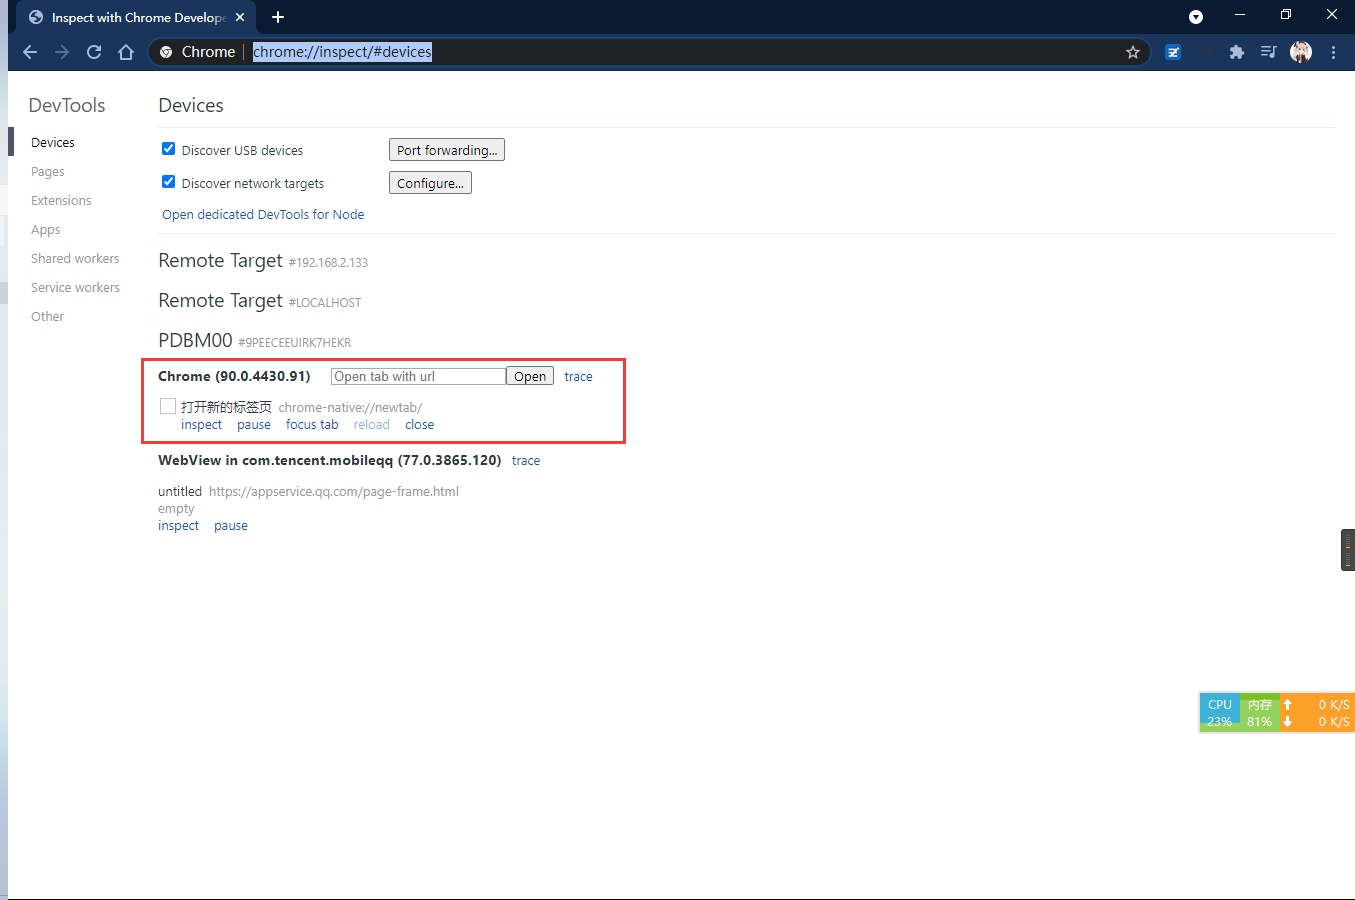 Inspect with Chrome Develope
Chrome chrome://inspect/#devices
DevTools
Devices
Pages
Extensions
Apps
Shared workers
Service workers
Other
Devices
Discover USB devices Port forwarding...
Discover network targets Configure...
Open dedicated DevTools for Node
Remote Target #192.168.2.133
Remote Target #LOCALHOST
PDBM00 #9PEECEEUIRK7HEKR
Chrome (90.0.4430.91) Open tab with url Open trace
打开新的标签页 chrome-native://newtab/
inspect pause focus tab reload close
WebView in com.tencent.mobileqq (77.0.3865.120) trace
untitled https://appservice.qq.com/page-frame.html
empty
inspect pause
CPU 内存 0 K/S
23% 81% 0 K/S